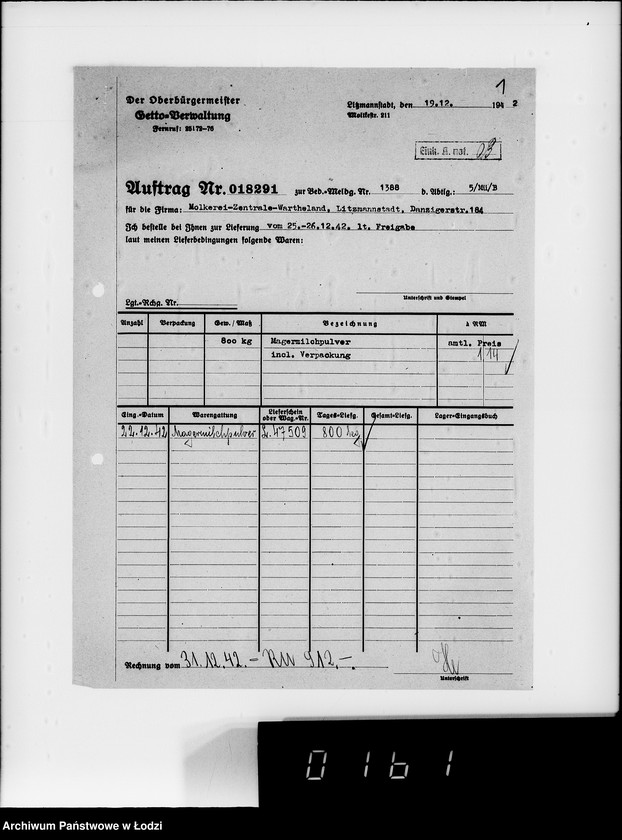 1
Der Oberbürgermeister
Getto-Verwaltung
Fernruf: 25172-76
Litzmannstadt, den 19.12. 1942
Moltkestr. 211
Eink. A. nat. 03
Auftrag Nr. 018291 zur Bed.-Meldg. Nr. 1388 d. Abtlg.: 5/XII/B
für die Firma: Molkerei-Zentrale-Wartheland, Litzmannstadt, Danzigerstr.164
Ich bestelle bei Ihnen zur Lieferung vom 25.-26.12.42. lt. Freigabe
laut meinen Lieferbedingungen folgende Waren:
Unterschrift und Stempel
Lgt.-Rchg. Nr.
Anzahl Verpackung Gew. / Maß Bezeichnung à RM
800 kg Magermilchpulver amtl. Preis
incl. Verpackung 1 14
Eing.-Datum Warengattung Lieferschein oder Wag.-Nr. Tages-Liefg. Gesamt-Liefg. Lager-Eingangsbuch
22.12.42 Magermilchpulver L.47509 800 kg
Rechnung vom 31.12.42. - RM 912,-
Unterschrift
0161
Archiwum Państwowe w Łodzi